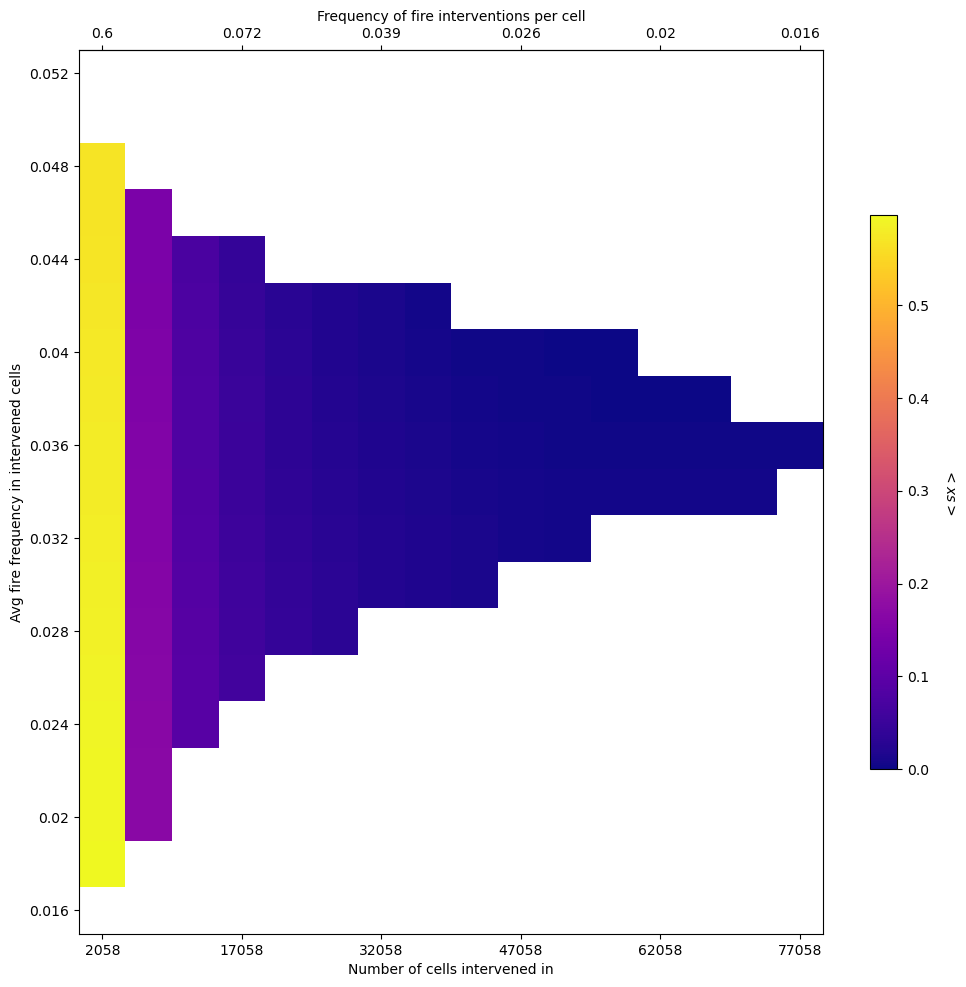 Frequency of fire interventions per cell
0.6 0.072 0.039 0.026 0.02 0.016
0.052
0.048
0.044
0.04
0.036
0.032
0.028
0.024
0.02
0.016
Avg fire frequency in intervened cells
2058 17058 32058 47058 62058 77058
Number of cells intervened in
0.5
0.4
0.3
0.2
0.1
0.0
< sx >